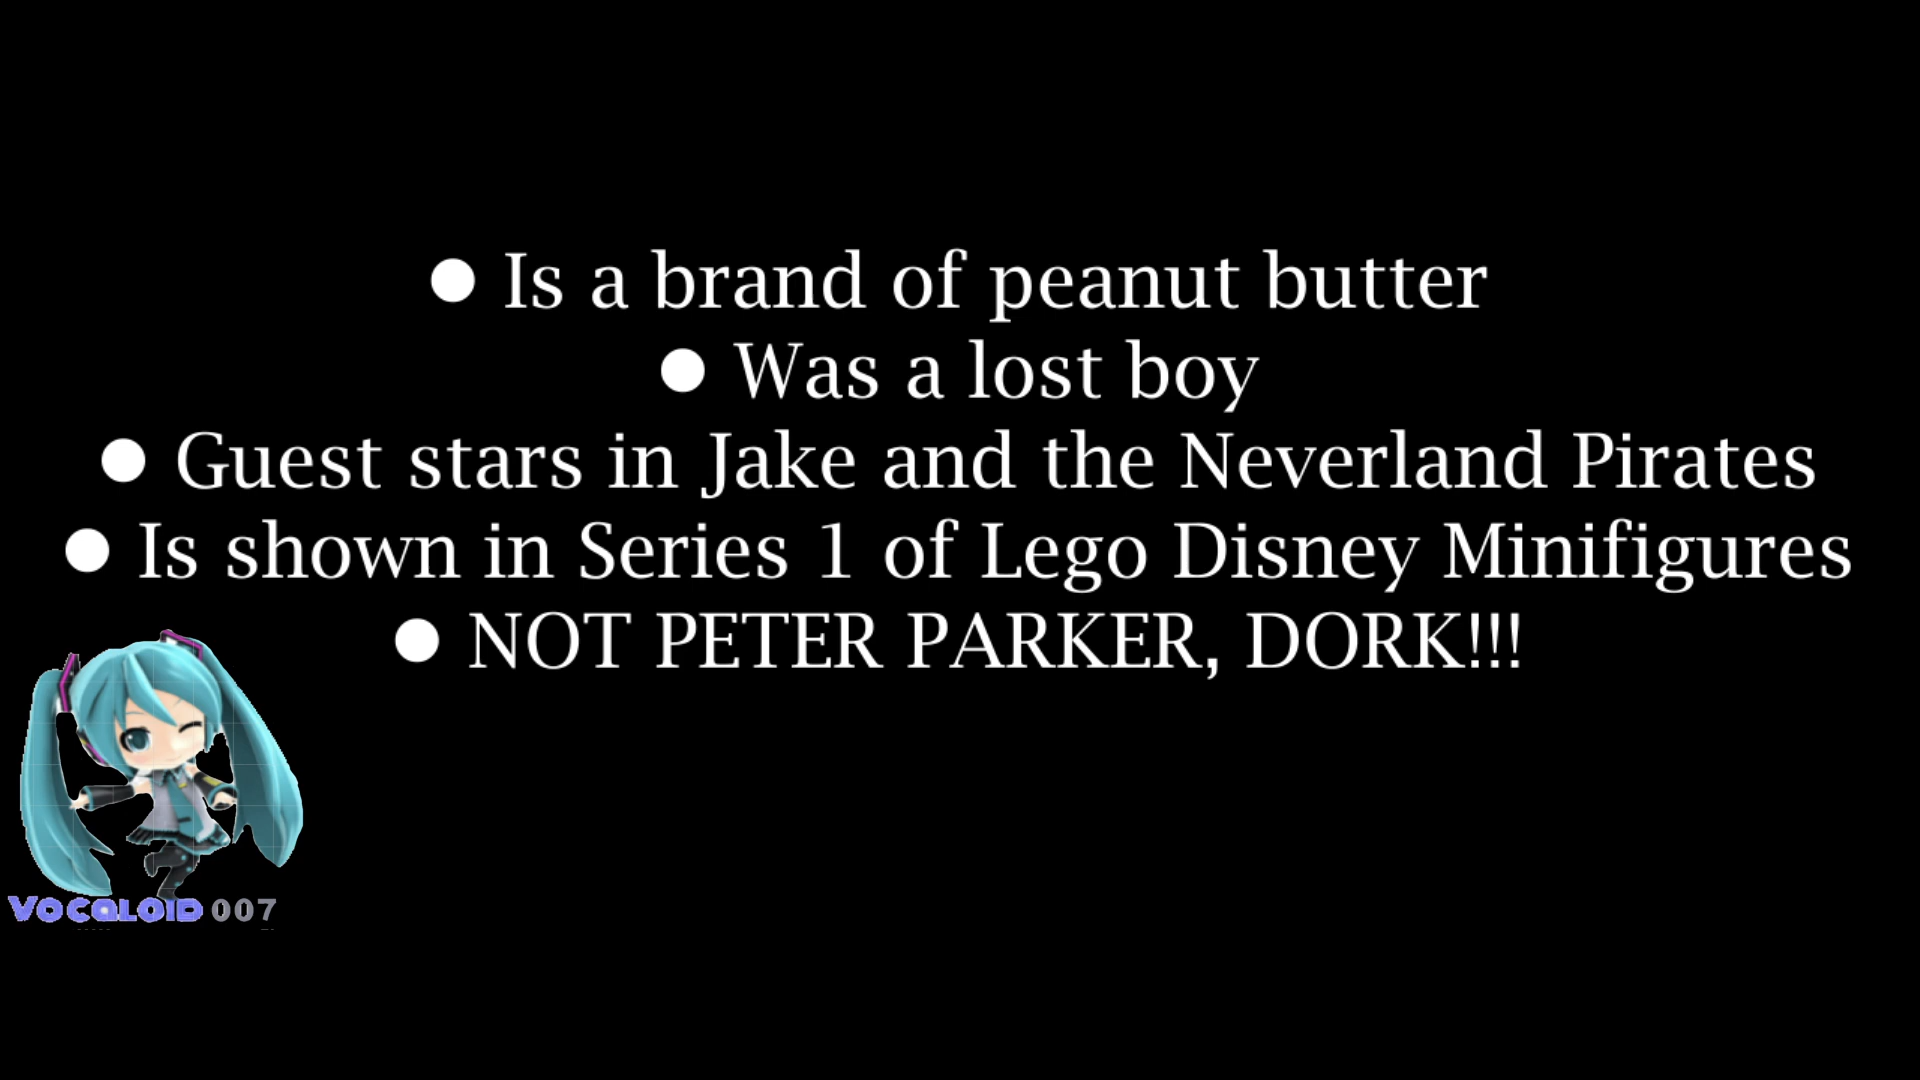 ● Is a brand of peanut butter
● Was a lost boy
● Guest stars in Jake and the Neverland Pirates
● Is shown in Series 1 of Lego Disney Minifigures
● NOT PETER PARKER, DORK!!!
VOCALOID 007